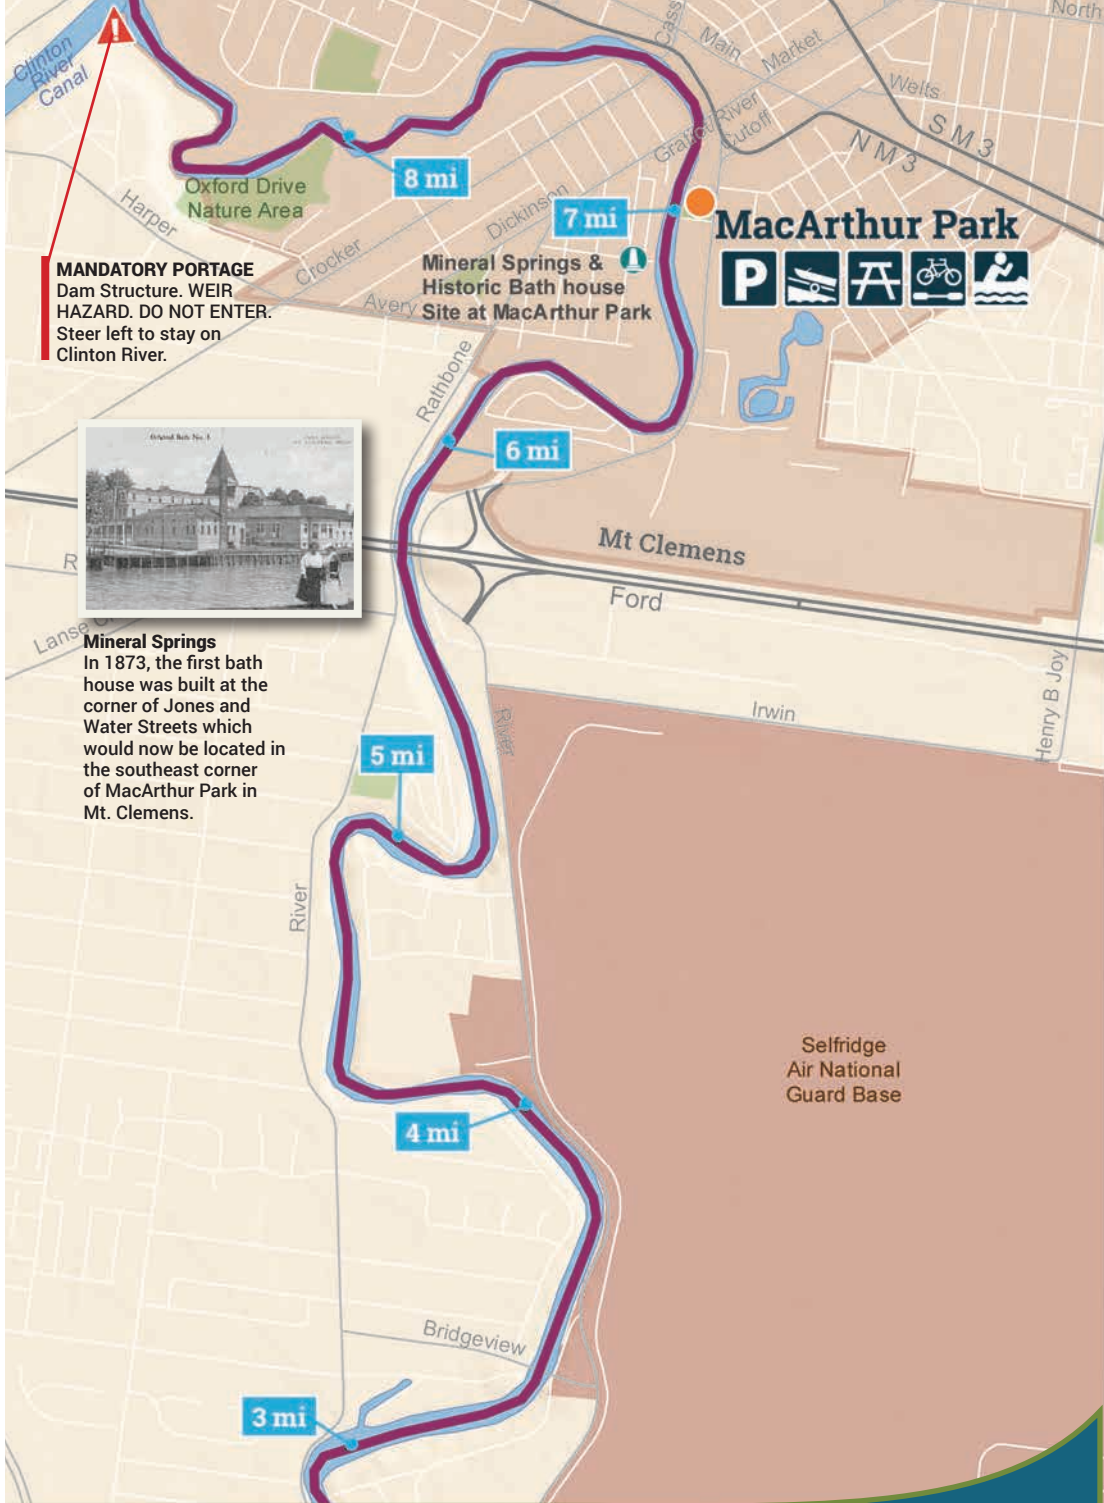 North
Cass
Main
Market
Welts
S M 3
N M 3
Gratiot River
Cutoff
Clinton
River
Canal
8 mi
Oxford Drive
Nature Area
Harper
Dickinson
Crocker
7 mi
MacArthur Park
P
Mineral Springs &
Historic Bath house
Site at MacArthur Park
Avery
MANDATORY PORTAGE
Dam Structure. WEIR
HAZARD. DO NOT ENTER.
Steer left to stay on
Clinton River.
Rathbone
6 mi
Oriental Bath No. 1
Mt Clemens
Ford
R
Lanse C
Mineral Springs
In 1873, the first bath
house was built at the
corner of Jones and
Water Streets which
would now be located in
the southeast corner
of MacArthur Park in
Mt. Clemens.
Henry B Joy
Irwin
River
5 mi
River
Selfridge
Air National
Guard Base
4 mi
Bridgeview
3 mi